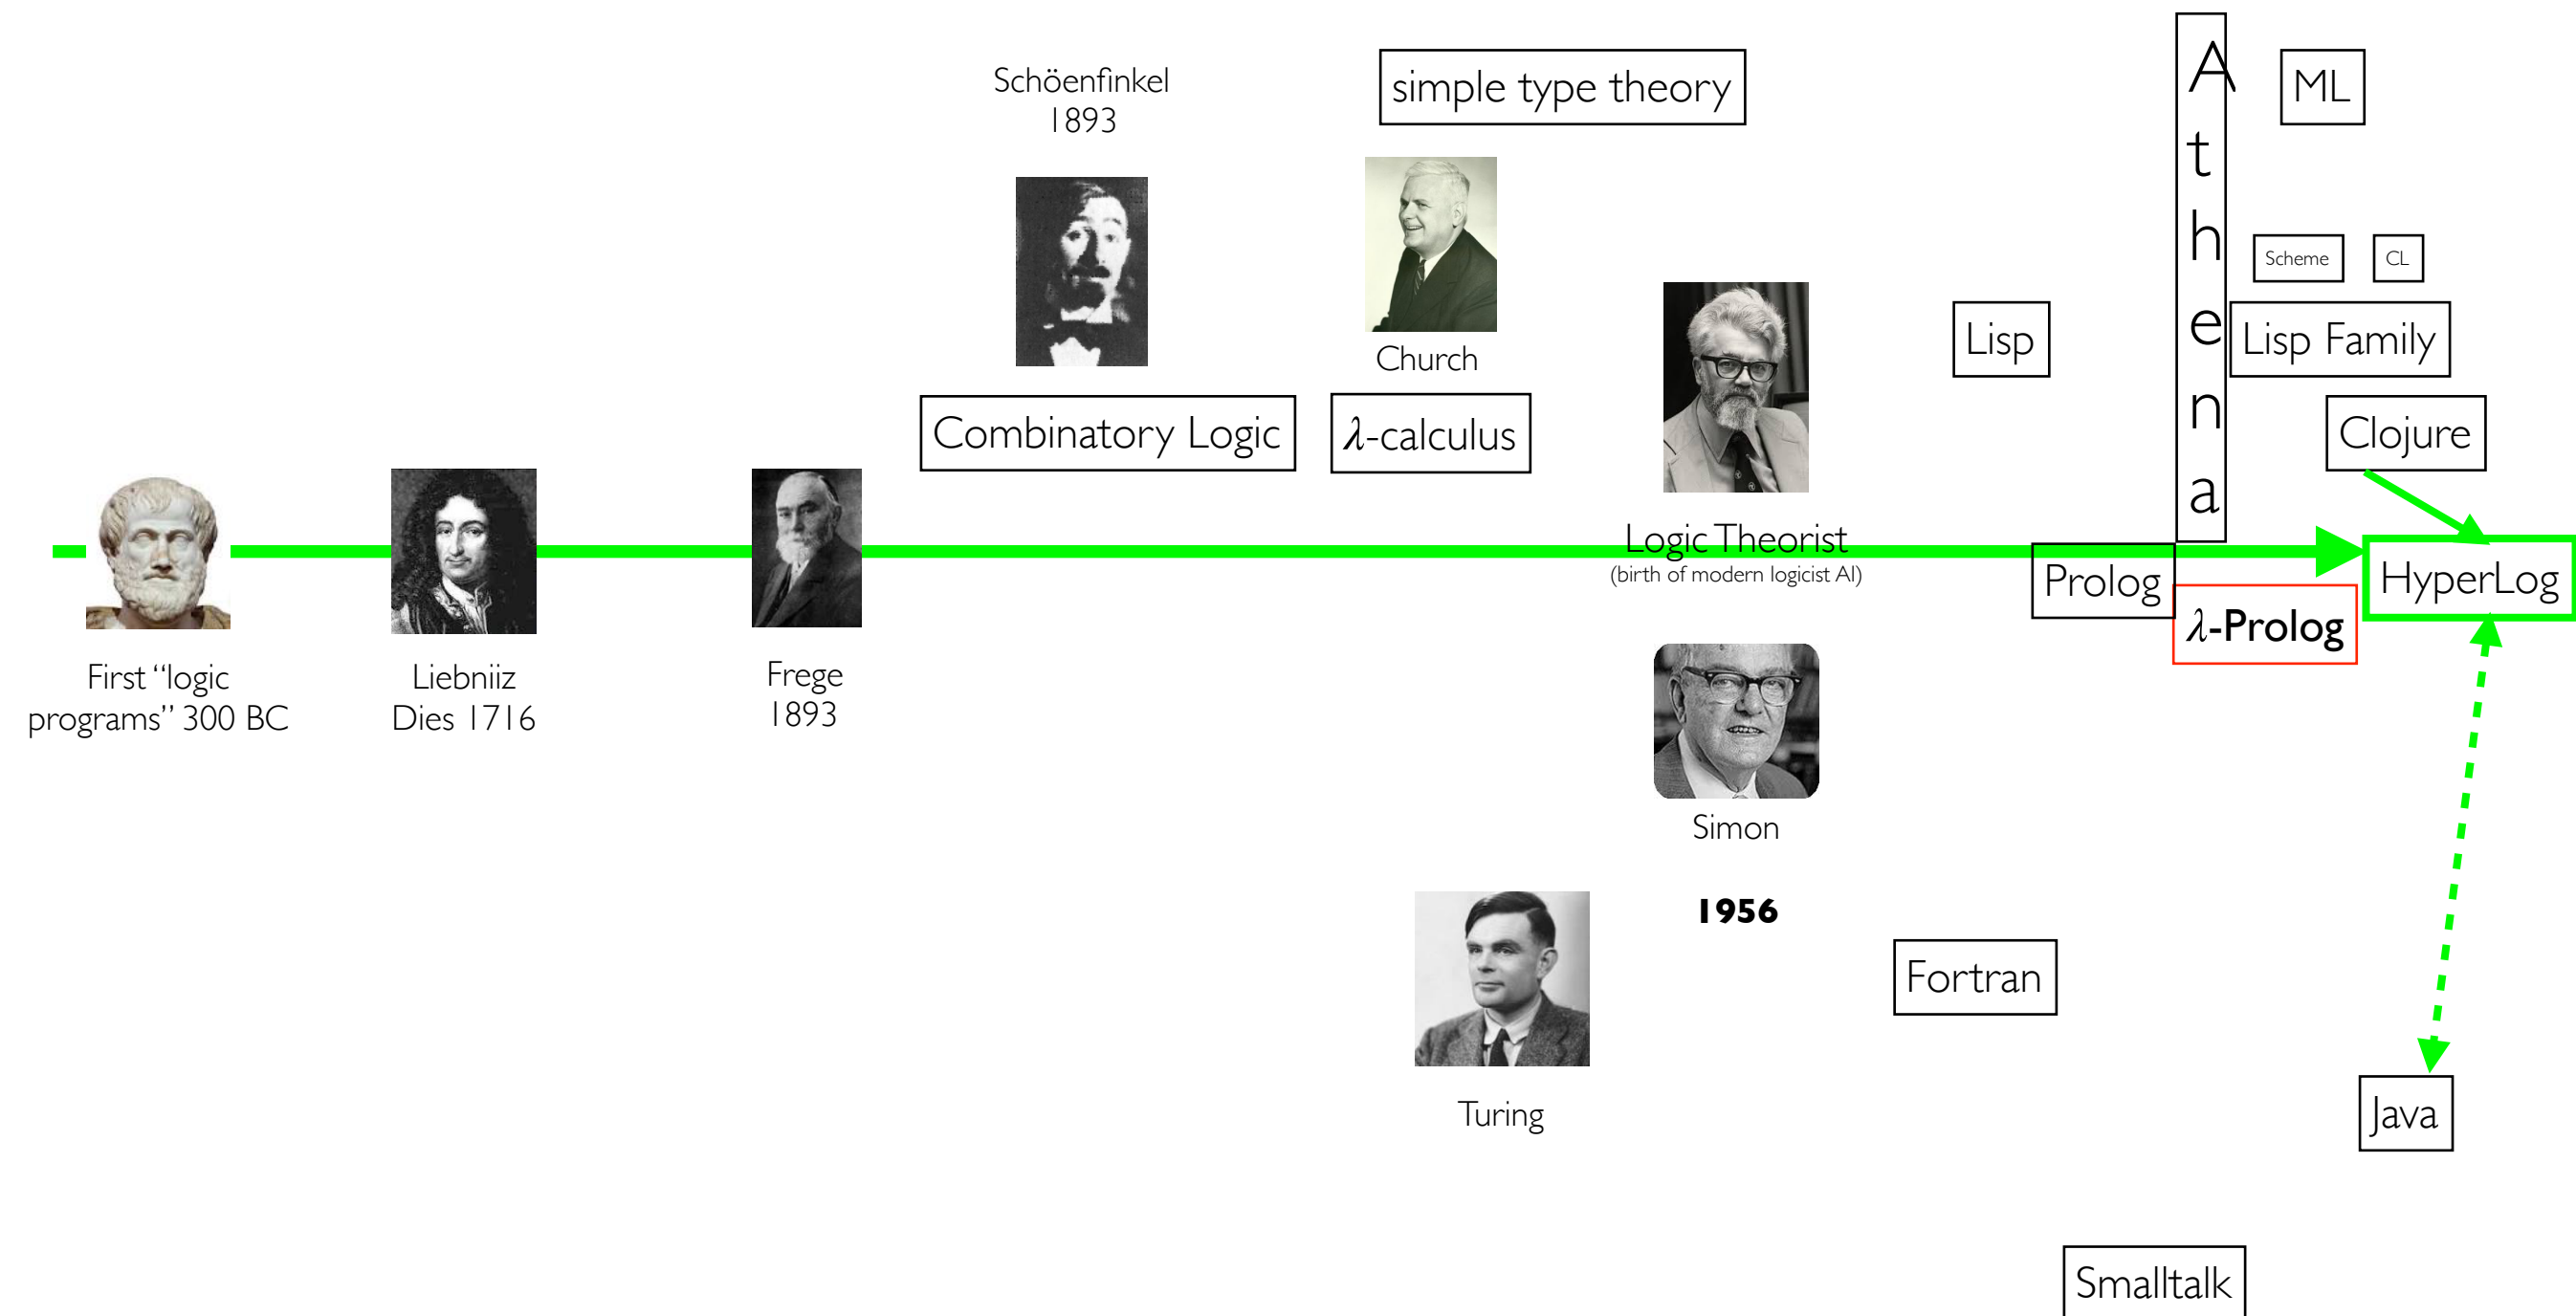 Schöenfinkel
1893
simple type theory
Athena
ML
Scheme
CL
Church
Lisp
Lisp Family
Combinatory Logic
λ-calculus
Clojure
Logic Theorist
(birth of modern logicist AI)
Prolog
HyperLog
λ-Prolog
First “logic
programs” 300 BC
Liebniiz
Dies 1716
Frege
1893
Simon
1956
Fortran
Turing
Java
Smalltalk